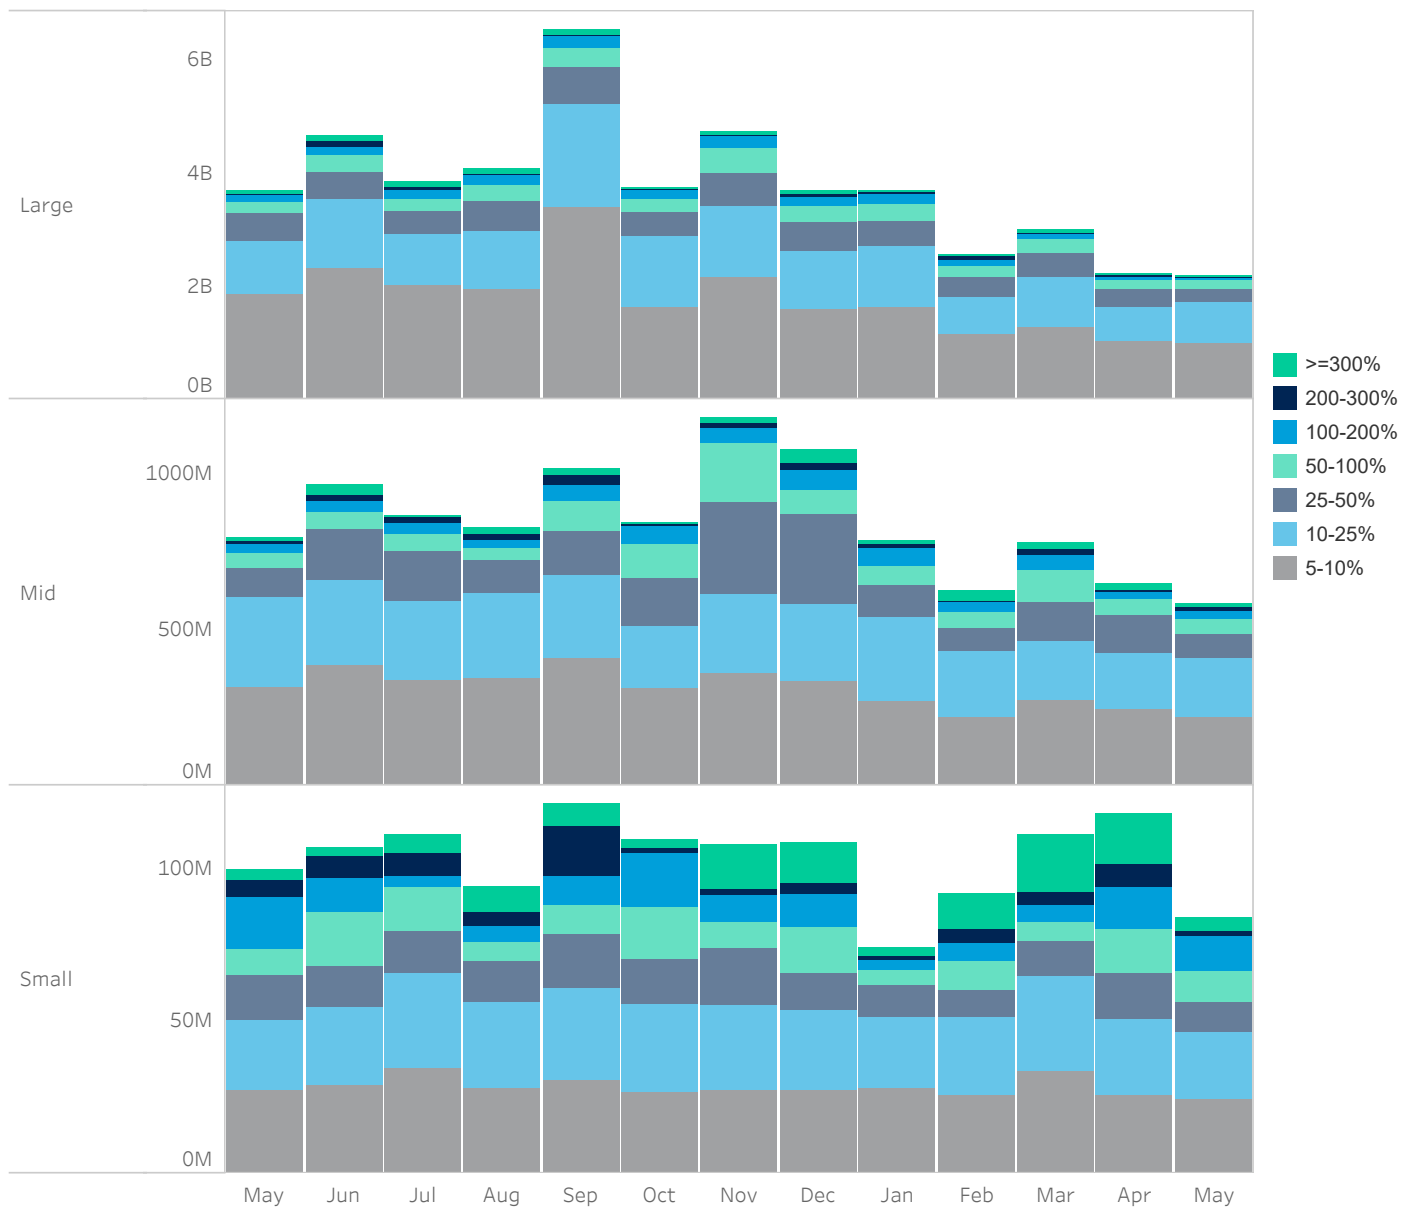 6B
4B
Large
2B
0B
>=300%
200-300%
100-200%
50-100%
25-50%
10-25%
5-10%
1000M
Mid
500M
0M
100M
Small
50M
0M
May Jun Jul Aug Sep Oct Nov Dec Jan Feb Mar Apr May